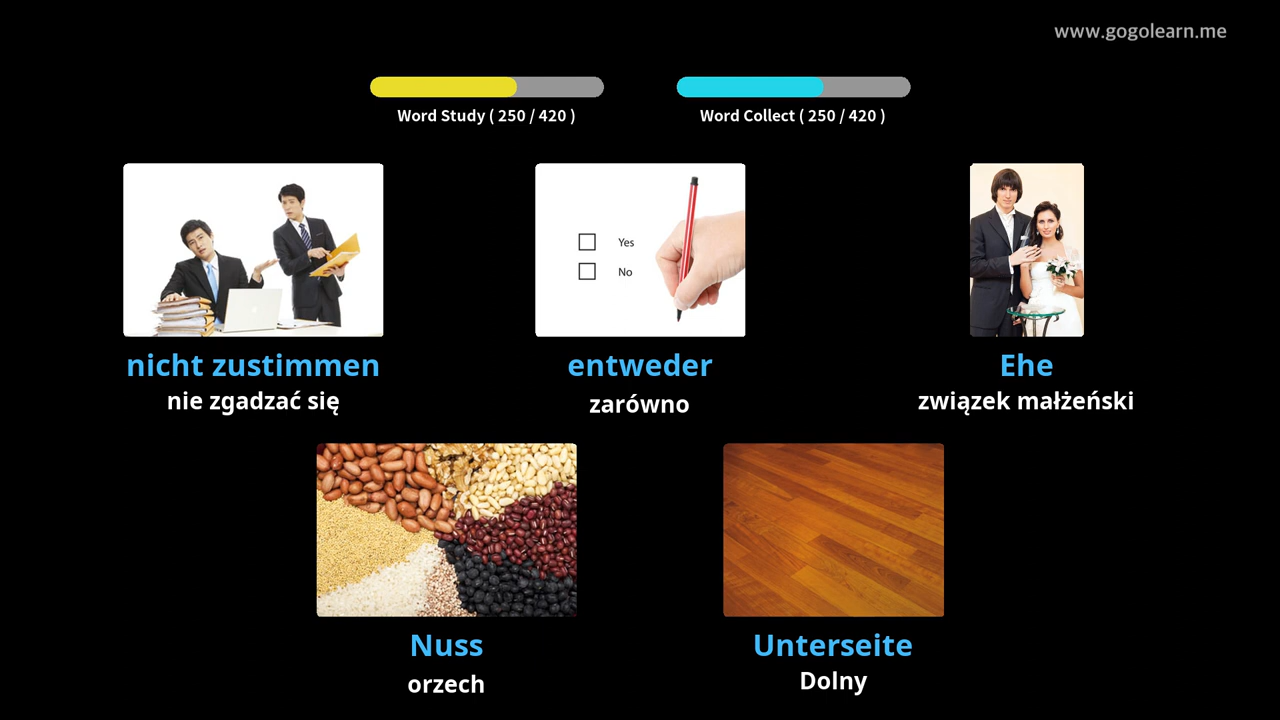 www.gogolearn.me
Word Study ( 250 / 420 )
Word Collect ( 250 / 420 )
Yes
No
nicht zustimmen
nie zgadzać się
entweder
zarówno
Ehe
związek małżeński
Nuss
orzech
Unterseite
Dolny